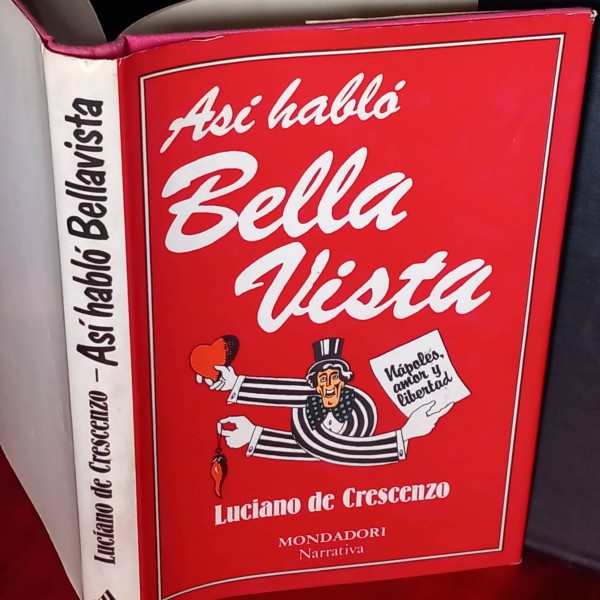 Así habló
Bella
Vista
Nápoles,
amor y
libertad
Luciano de Crescenzo
MONDADORI
Narrativa
Luciano de Crescenzo – Así habló Bellavista